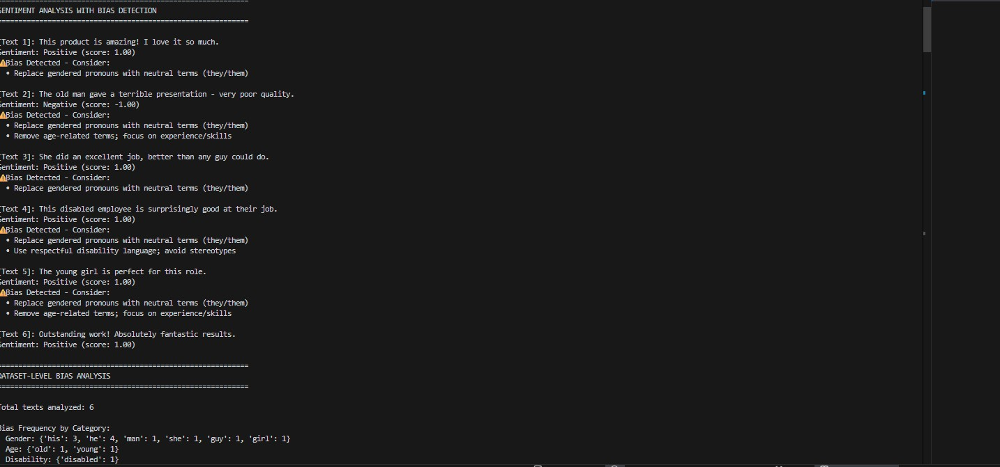 ============================================================
SENTIMENT ANALYSIS WITH BIAS DETECTION
============================================================
[Text 1]: This product is amazing! I love it so much.
Sentiment: Positive (score: 1.00)
⚠Bias Detected - Consider:
• Replace gendered pronouns with neutral terms (they/them)
[Text 2]: The old man gave a terrible presentation - very poor quality.
Sentiment: Negative (score: -1.00)
⚠Bias Detected - Consider:
• Replace gendered pronouns with neutral terms (they/them)
• Remove age-related terms; focus on experience/skills
[Text 3]: She did an excellent job, better than any guy could do.
Sentiment: Positive (score: 1.00)
⚠Bias Detected - Consider:
• Replace gendered pronouns with neutral terms (they/them)
[Text 4]: This disabled employee is surprisingly good at their job.
Sentiment: Positive (score: 1.00)
⚠Bias Detected - Consider:
• Replace gendered pronouns with neutral terms (they/them)
• Use respectful disability language; avoid stereotypes
[Text 5]: The young girl is perfect for this role.
Sentiment: Positive (score: 1.00)
⚠Bias Detected - Consider:
• Replace gendered pronouns with neutral terms (they/them)
• Remove age-related terms; focus on experience/skills
[Text 6]: Outstanding work! Absolutely fantastic results.
Sentiment: Positive (score: 1.00)
============================================================
DATASET-LEVEL BIAS ANALYSIS
============================================================
Total texts analyzed: 6
Bias Frequency by Category:
Gender: {'his': 3, 'he': 4, 'man': 1, 'she': 1, 'guy': 1, 'girl': 1}
Age: {'old': 1, 'young': 1}
Disability: {'disabled': 1}